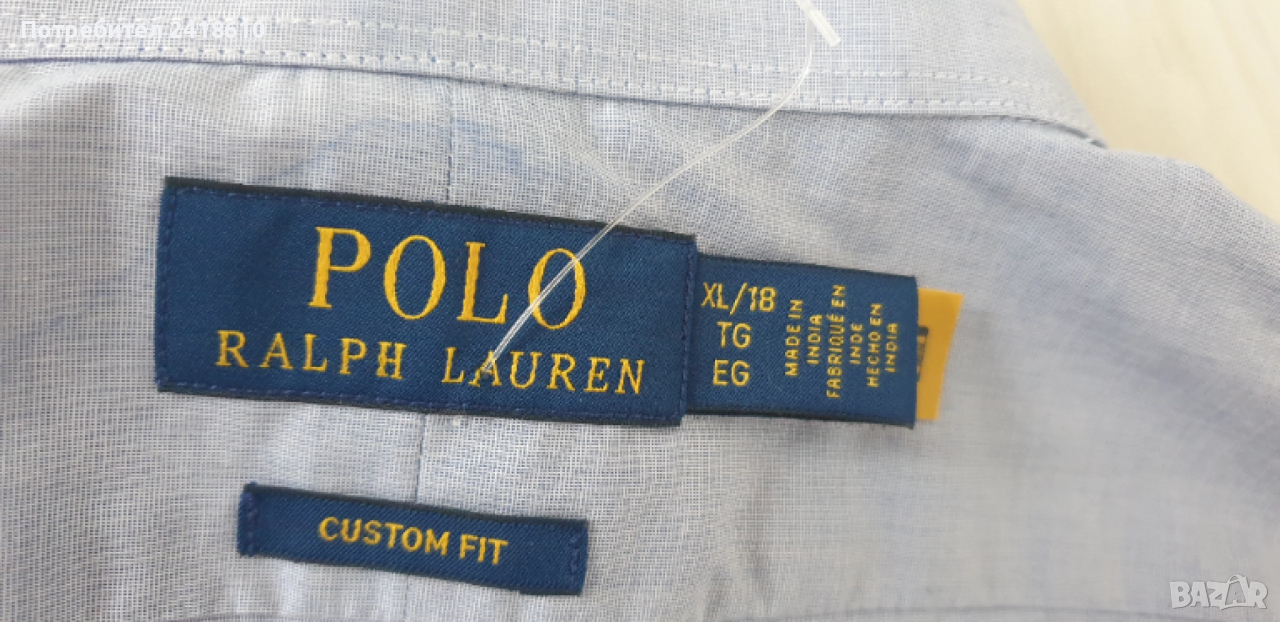 Потребител 2478610
POLO
RALPH LAUREN
XL/18
TG
EG
MADE IN
INDIA
FABRIQUÉ EN
INDE
HECHO EN
INDIA
CUSTOM FIT
BAZAR